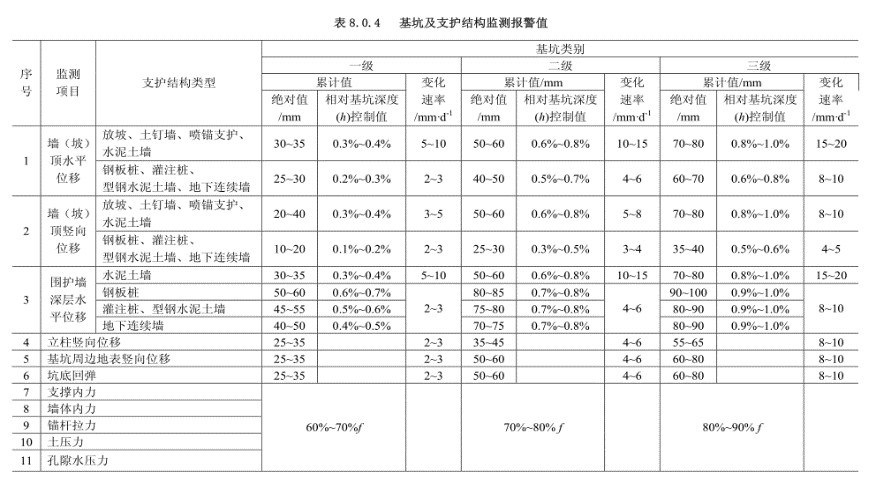 表 8.0.4 基坑及支护结构监测报警值
序号 监测项目 支护结构类型 基坑类别
一级 二级 三级
累计值 变化速率/mm·d-1 累计值/mm 变化速率/mm·d-1 累计值/mm 变化速率/mm·d-1
绝对值/mm 相对基坑深度(h)控制值 绝对值/mm 相对基坑深度(h)控制值 绝对值/mm 相对基坑深度(h)控制值
1 墙（坡）顶水平位移 放坡、土钉墙、喷锚支护、水泥土墙 30~35 0.3%~0.4% 5~10 50~60 0.6%~0.8% 10~15 70~80 0.8%~1.0% 15~20
钢板桩、灌注桩、型钢水泥土墙、地下连续墙 25~30 0.2%~0.3% 2~3 40~50 0.5%~0.7% 4~6 60~70 0.6%~0.8% 8~10
2 墙（坡）顶竖向位移 放坡、土钉墙、喷锚支护、水泥土墙 20~40 0.3%~0.4% 3~5 50~60 0.6%~0.8% 5~8 70~80 0.8%~1.0% 8~10
钢板桩、灌注桩、型钢水泥土墙、地下连续墙 10~20 0.1%~0.2% 2~3 25~30 0.3%~0.5% 3~4 35~40 0.5%~0.6% 4~5
3 围护墙深层水平位移 水泥土墙 30~35 0.3%~0.4% 5~10 50~60 0.6%~0.8% 10~15 70~80 0.8%~1.0% 15~20
钢板桩 50~60 0.6%~0.7% 2~3 80~85 0.7%~0.8% 4~6 90~100 0.9%~1.0% 8~10
灌注桩、型钢水泥土墙 45~55 0.5%~0.6% 75~80 0.7%~0.8% 80~90 0.9%~1.0%
地下连续墙 40~50 0.4%~0.5% 70~75 0.7%~0.8% 80~90 0.9%~1.0%
4 立柱竖向位移 25~35 2~3 35~45 4~6 55~65 8~10
5 基坑周边地表竖向位移 25~35 2~3 50~60 4~6 60~80 8~10
6 坑底回弹 25~35 2~3 50~60 4~6 60~80 8~10
7 支撑内力
8 墙体内力
9 锚杆拉力 60%~70%f 70%~80% f 80%~90% f
10 土压力
11 孔隙水压力